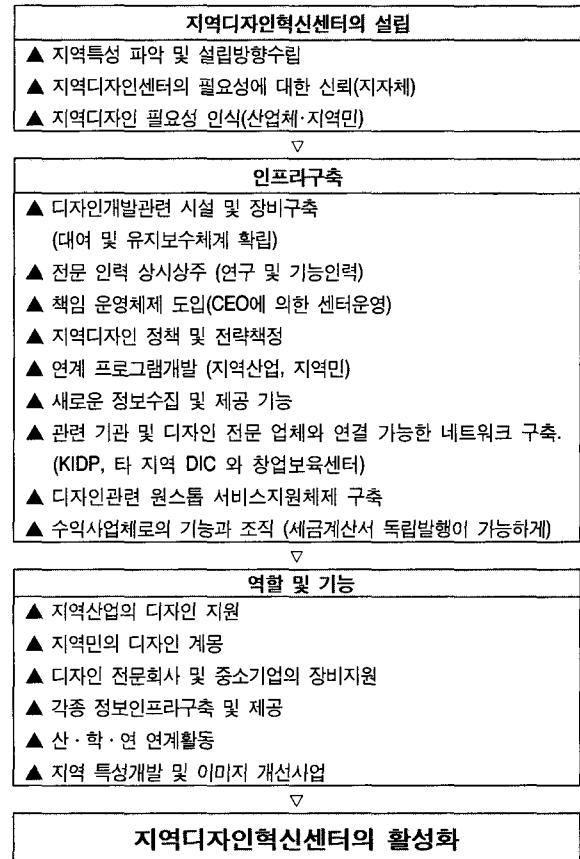 지역디자인혁신센터의 설립
▲ 지역특성 파악 및 설립방향수립
▲ 지역디자인센터의 필요성에 대한 신뢰(지자체)
▲ 지역디자인 필요성 인식(산업체·지역민)
▽
인프라구축
▲ 디자인개발관련 시설 및 장비구축
(대여 및 유지보수체계 확립)
▲ 전문 인력 상시상주 (연구 및 기능인력)
▲ 책임 운영체제 도입(CEO에 의한 센터운영)
▲ 지역디자인 정책 및 전략책정
▲ 연계 프로그램개발 (지역산업, 지역민)
▲ 새로운 정보수집 및 제공 기능
▲ 관련 기관 및 디자인 전문 업체와 연결 가능한 네트워크 구축.
(KIDP, 타 지역 DIC 와 창업보육센터)
▲ 디자인관련 원스톱 서비스지원체제 구축
▲ 수익사업체로의 기능과 조직 (세금계산서 독립발행이 가능하게)
▽
역할 및 기능
▲ 지역산업의 디자인 지원
▲ 지역민의 디자인 계몽
▲ 디자인 전문회사 및 중소기업의 장비지원
▲ 각종 정보인프라구축 및 제공
▲ 산·학·연 연계활동
▲ 지역 특성개발 및 이미지 개선사업
▽
지역디자인혁신센터의 활성화